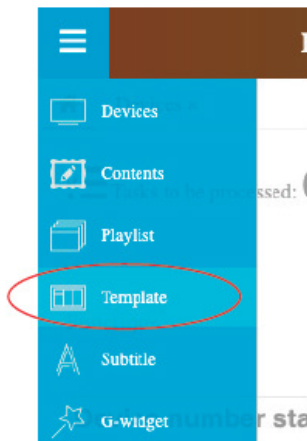 Devices
Contents
Tasks to be processed:
Playlist
Template
Subtitle
G-widget
number sta